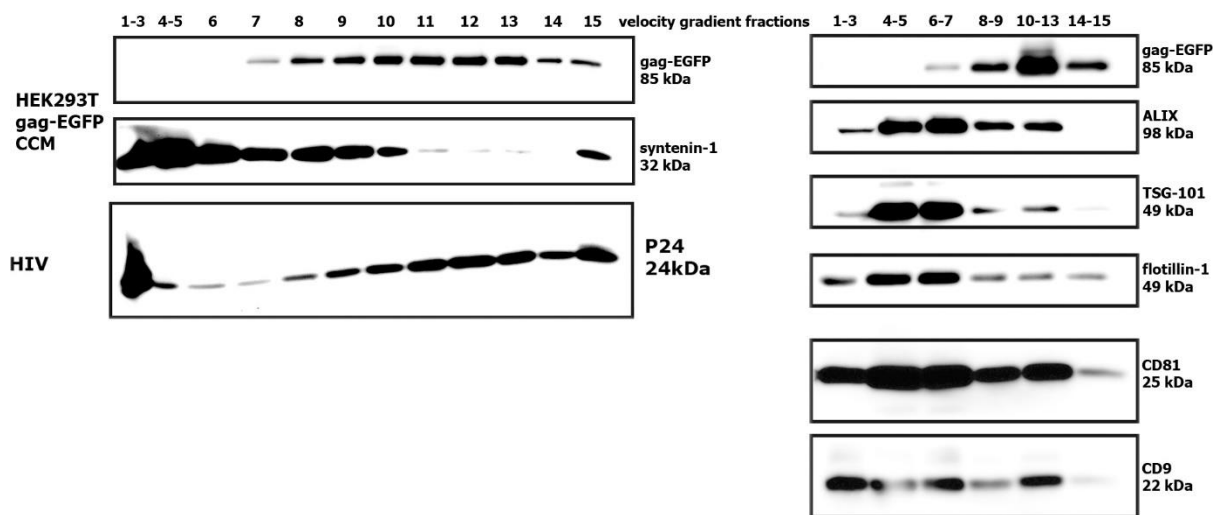 1-3 4-5 6 7 8 9 10 11 12 13 14 15 velocity gradient fractions 1-3 4-5 6-7 8-9 10-13 14-15
HEK293T
gag-EGFP
CCM
gag-EGFP
85 kDa
syntenin-1
32 kDa
HIV
P24
24kDa
gag-EGFP
85 kDa
ALIX
98 kDa
TSG-101
49 kDa
flotillin-1
49 kDa
CD81
25 kDa
CD9
22 kDa